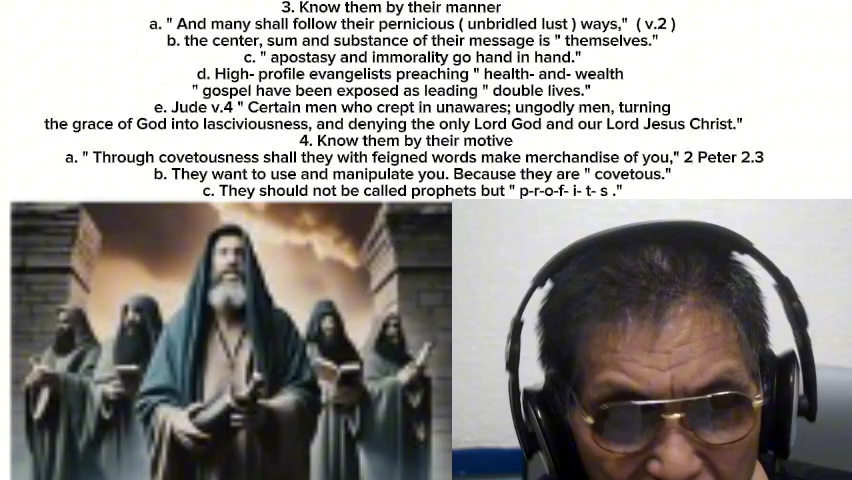 3. Know them by their manner
a. " And many shall follow their pernicious ( unbridled lust ) ways,"  ( v.2 )
b. the center, sum and substance of their message is " themselves."
c. " apostasy and immorality go hand in hand."
d. High- profile evangelists preaching " health- and- wealth
" gospel have been exposed as leading " double lives."
e. Jude v.4 " Certain men who crept in unawares; ungodly men, turning
the grace of God into lasciviousness, and denying the only Lord God and our Lord Jesus Christ."
4. Know them by their motive
a. " Through covetousness shall they with feigned words make merchandise of you," 2 Peter 2.3
b. They want to use and manipulate you. Because they are " covetous."
c. They should not be called prophets but " p-r-o-f- i- t- s ."